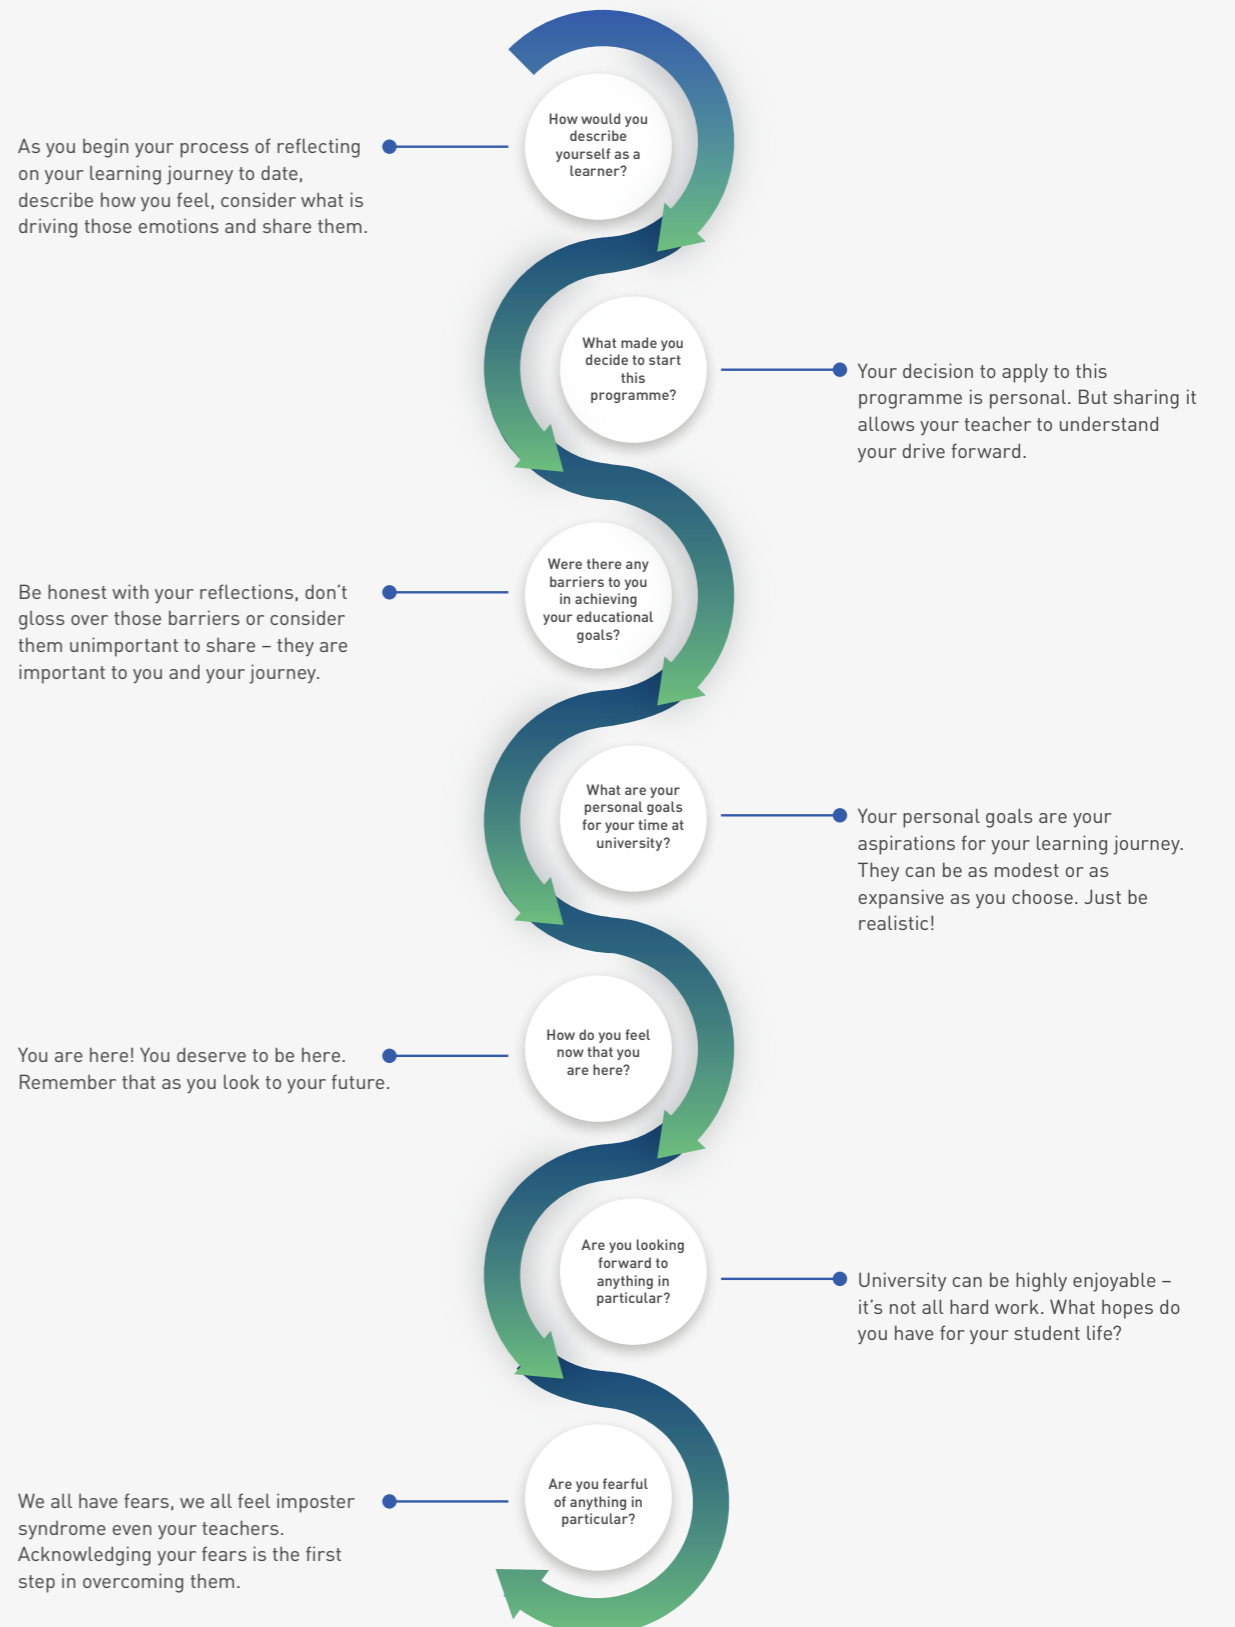 How would you
describe
yourself as a
learner?
As you begin your process of reflecting
on your learning journey to date,
describe how you feel, consider what is
driving those emotions and share them.
What made you
decide to start
this
programme?
Your decision to apply to this
programme is personal. But sharing it
allows your teacher to understand
your drive forward.
Were there any
barriers to you
in achieving
your educational
goals?
Be honest with your reflections, don’t
gloss over those barriers or consider
them unimportant to share – they are
important to you and your journey.
What are your
personal goals
for your time at
university?
Your personal goals are your
aspirations for your learning journey.
They can be as modest or as
expansive as you choose. Just be
realistic!
How do you feel
now that you
are here?
You are here! You deserve to be here.
Remember that as you look to your future.
Are you looking
forward to
anything in
particular?
University can be highly enjoyable –
it’s not all hard work. What hopes do
you have for your student life?
Are you fearful
of anything in
particular?
We all have fears, we all feel imposter
syndrome even your teachers.
Acknowledging your fears is the first
step in overcoming them.